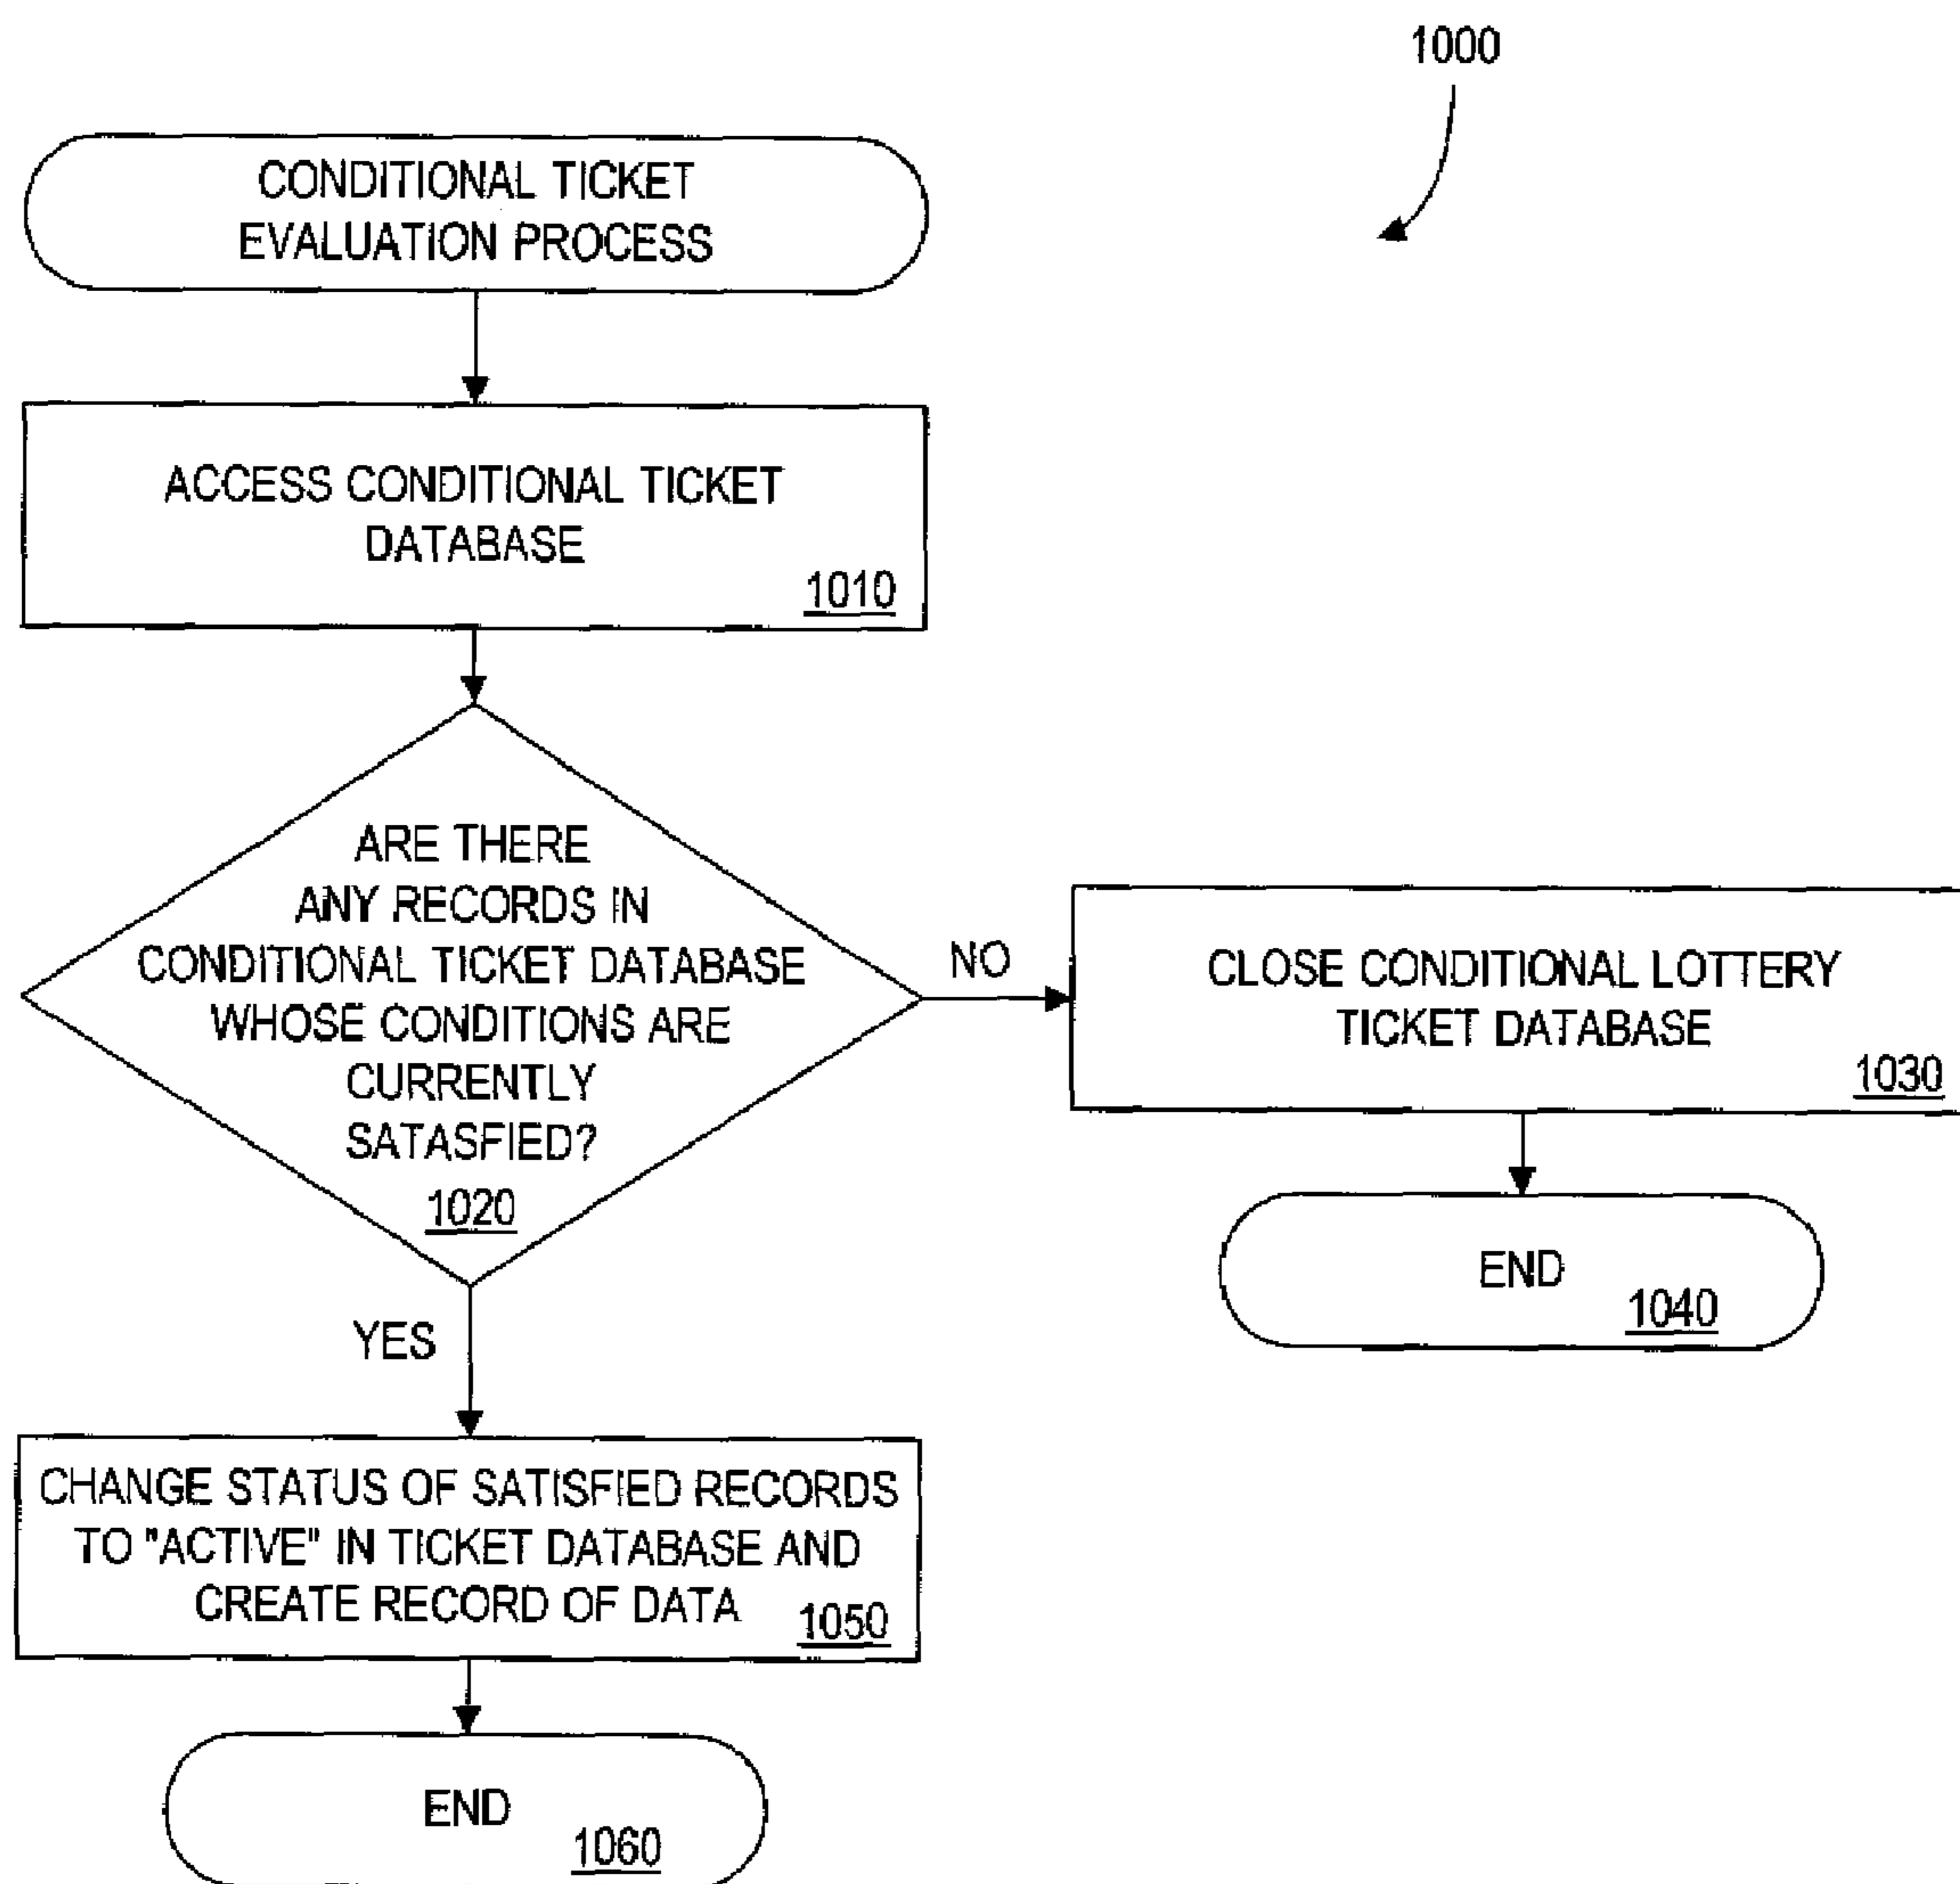 1000
CONDITIONAL TICKET
EVALUATION PROCESS
ACCESS CONDITIONAL TICKET
DATABASE
1010
ARE THERE
ANY RECORDS IN
CONDITIONAL TICKET DATABASE
WHOSE CONDITIONS ARE
CURRENTLY
SATASFIED?
1020
NO
CLOSE CONDITIONAL LOTTERY
TICKET DATABASE
1030
END
1040
YES
CHANGE STATUS OF SATISFIED RECORDS
TO "ACTIVE" IN TICKET DATABASE AND
CREATE RECORD OF DATA
1050
END
1060